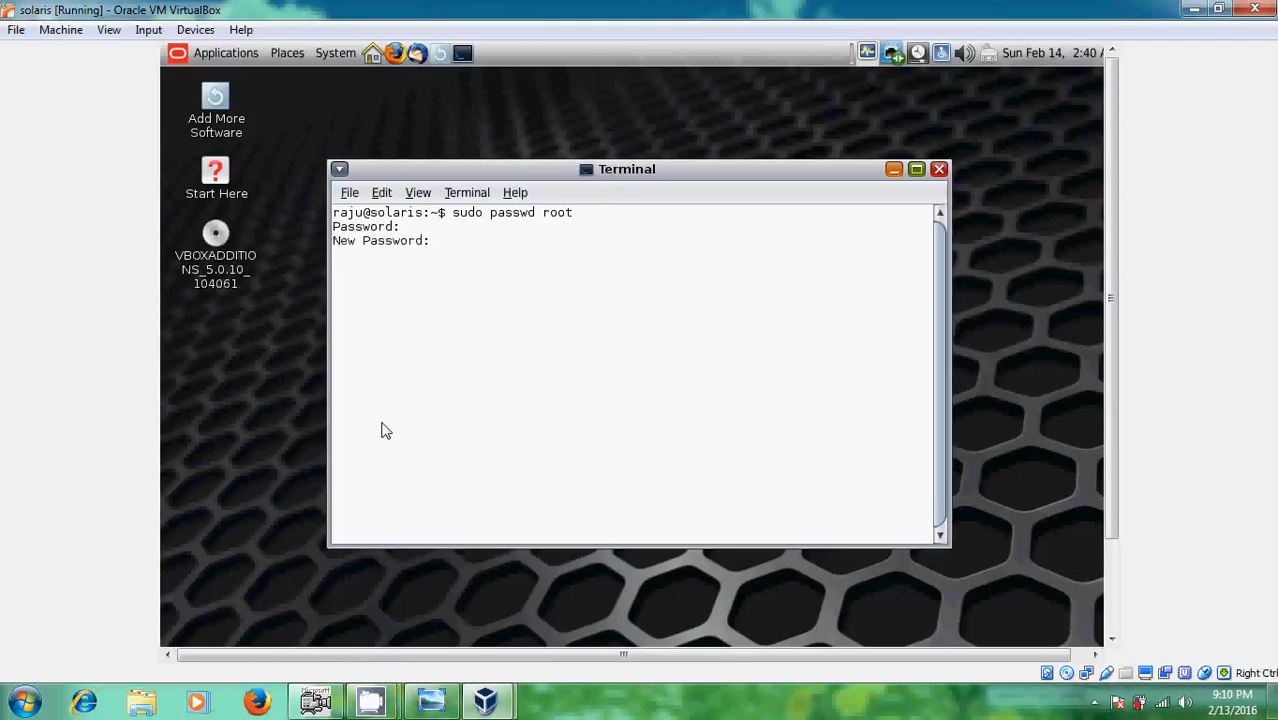 solaris [Running] - Oracle VM VirtualBox
File Machine View Input Devices Help
Applications Places System
Sun Feb 14, 2:40
Add More
Software
Start Here
VBOXADDITIO
NS_5.0.10_
104061
Terminal
File Edit View Terminal Help
raju@solaris:~$ sudo passwd root
Password:
New Password:
Right Ctrl
Microsoft
9:10 PM
2/13/2016